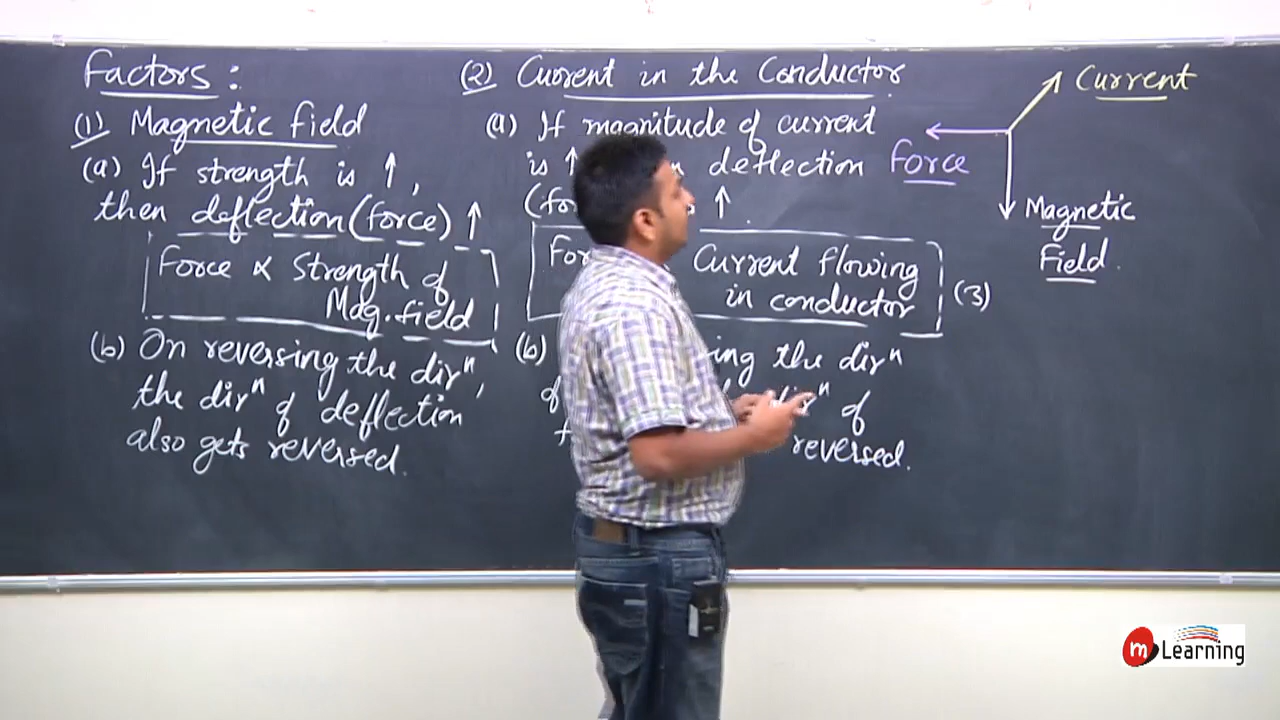 Factors :
(1) Magnetic field
(a) If strength is ↑,
then deflection (force) ↑
Force ∝ Strength of
Mag. field
(b) On reversing the dirⁿ,
the dirⁿ of deflection
also gets reversed.
(2) Current in the Conductor
(a) If magnitude of current
is ↑ deflection
↑
Current flowing
in conductor
(b) the dirⁿ
dirⁿ of
reversed.
(3)
Current
Force
Magnetic
Field
m Learning